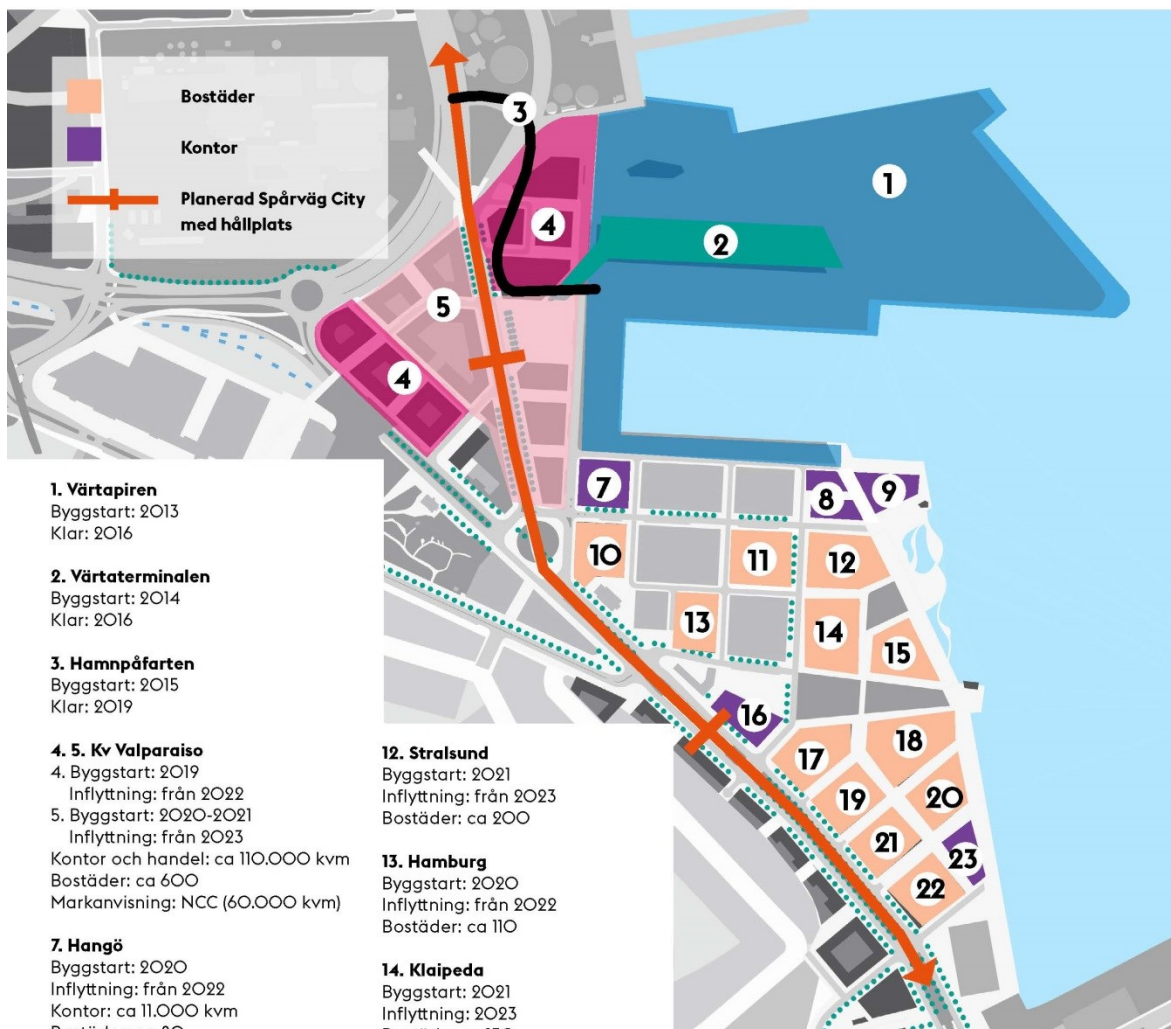 Bostäder
Kontor
Planerad Spårväg City
med hållplats
3
1
4
2
5
4
7
8
9
10
11
12
13
14
15
16
17
18
19
20
21
23
22
1. Värtapiren
Byggstart: 2013
Klar: 2016
2. Värtaterminalen
Byggstart: 2014
Klar: 2016
3. Hamnpåfarten
Byggstart: 2015
Klar: 2019
4. 5. Kv Valparaiso
4. Byggstart: 2019
Inflyttning: från 2022
5. Byggstart: 2020-2021
Inflyttning: från 2023
Kontor och handel: ca 110.000 kvm
Bostäder: ca 600
Markanvisning: NCC (60.000 kvm)
7. Hangö
Byggstart: 2020
Inflyttning: från 2022
Kontor: ca 11.000 kvm
12. Stralsund
Byggstart: 2021
Inflyttning: från 2023
Bostäder: ca 200
13. Hamburg
Byggstart: 2020
Inflyttning: från 2022
Bostäder: ca 110
14. Klaipeda
Byggstart: 2021
Inflyttning: 2023